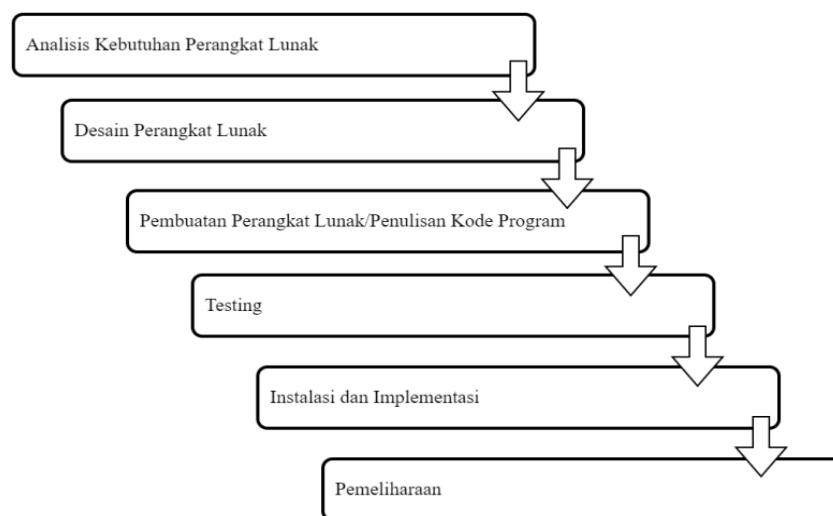 Analisis Kebutuhan Perangkat Lunak
Desain Perangkat Lunak
Pembuatan Perangkat Lunak/Penulisan Kode Program
Testing
Instalasi dan Implementasi
Pemeliharaan